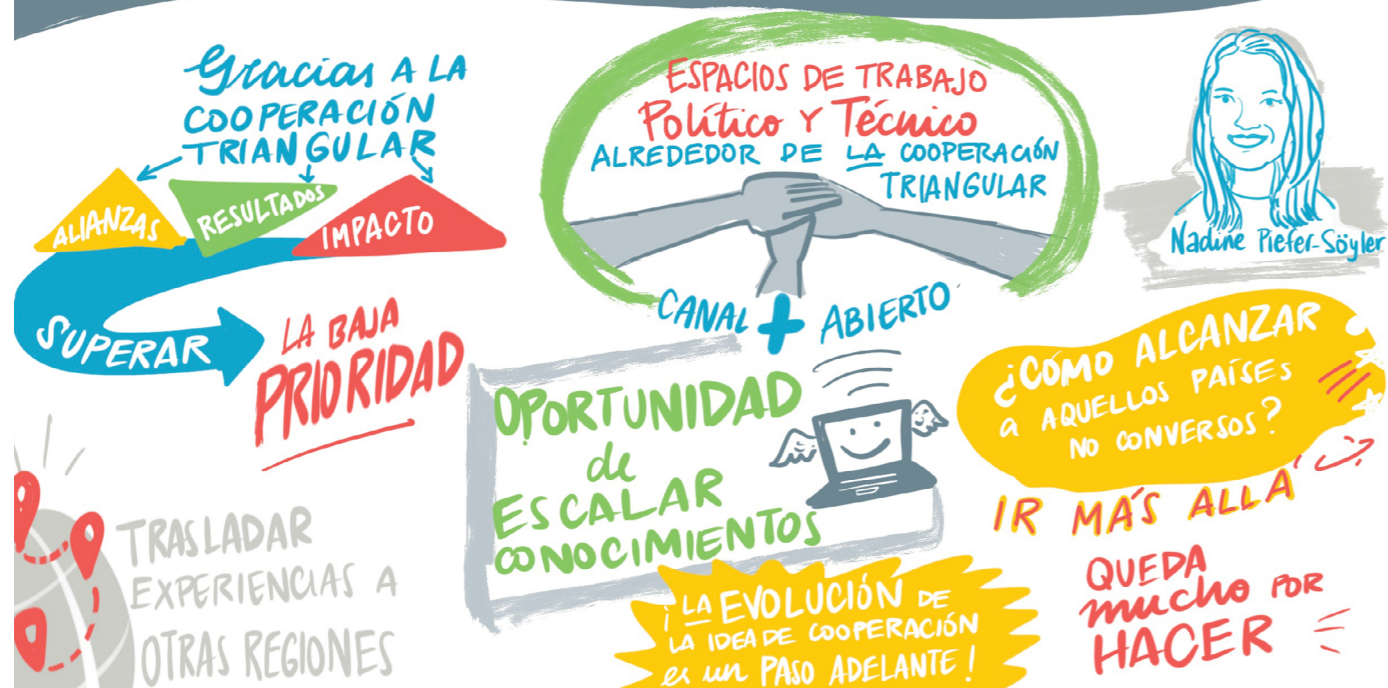 Gracias A LA
COOPERACIÓN
TRIANGULAR
ALIANZAS
RESULTADOS
IMPACTO
SUPERAR
LA BAJA
PRIORIDAD
TRASLADAR
EXPERIENCIAS A
OTRAS REGIONES
ESPACIOS DE TRABAJO
Político Y Técnico
ALREDEDOR DE LA COOPERACIÓN
TRIANGULAR
CANAL + ABIERTO
OPORTUNIDAD
de
ESCALAR
CONOCIMIENTOS
¡LA EVOLUCIÓN DE
LA IDEA DE COOPERACIÓN
es un PASO ADELANTE!
Nadine Piefer-Söyler
¿CÓMO ALCANZAR
a AQUELLOS PAÍSES
NO CONVERSOS?
IR MÁS ALLÁ
QUEDA
mucho POR
HACER